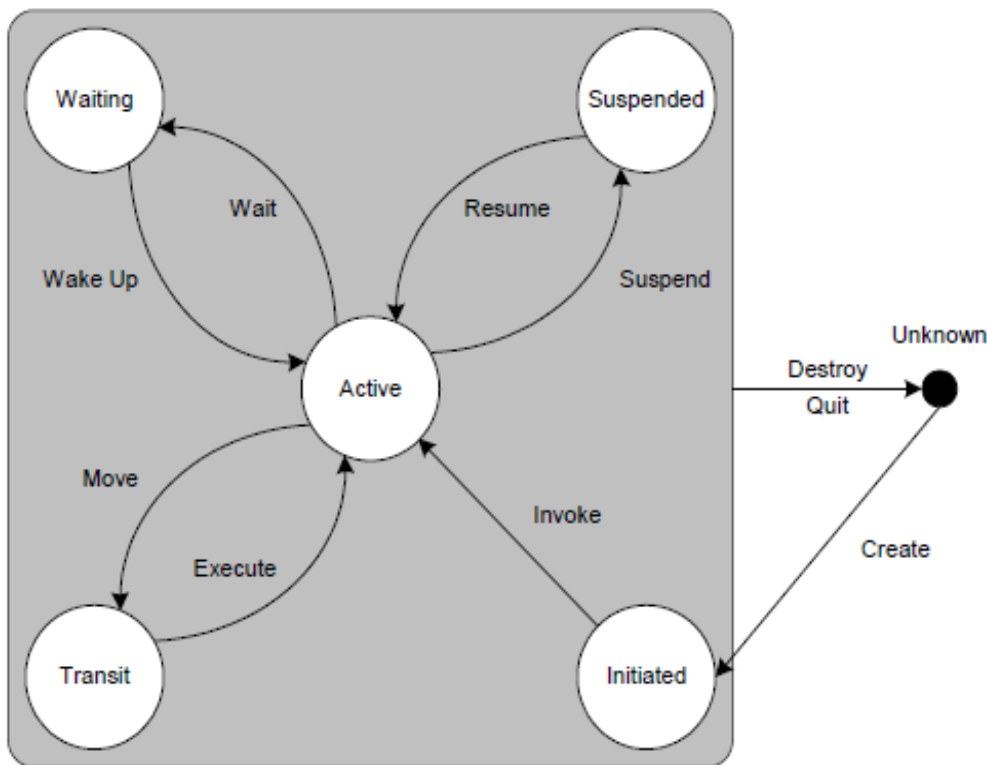 Waiting
Suspended
Wait
Resume
Wake Up
Suspend
Unknown
Destroy
Quit
Active
Move
Invoke
Execute
Create
Transit
Initiated